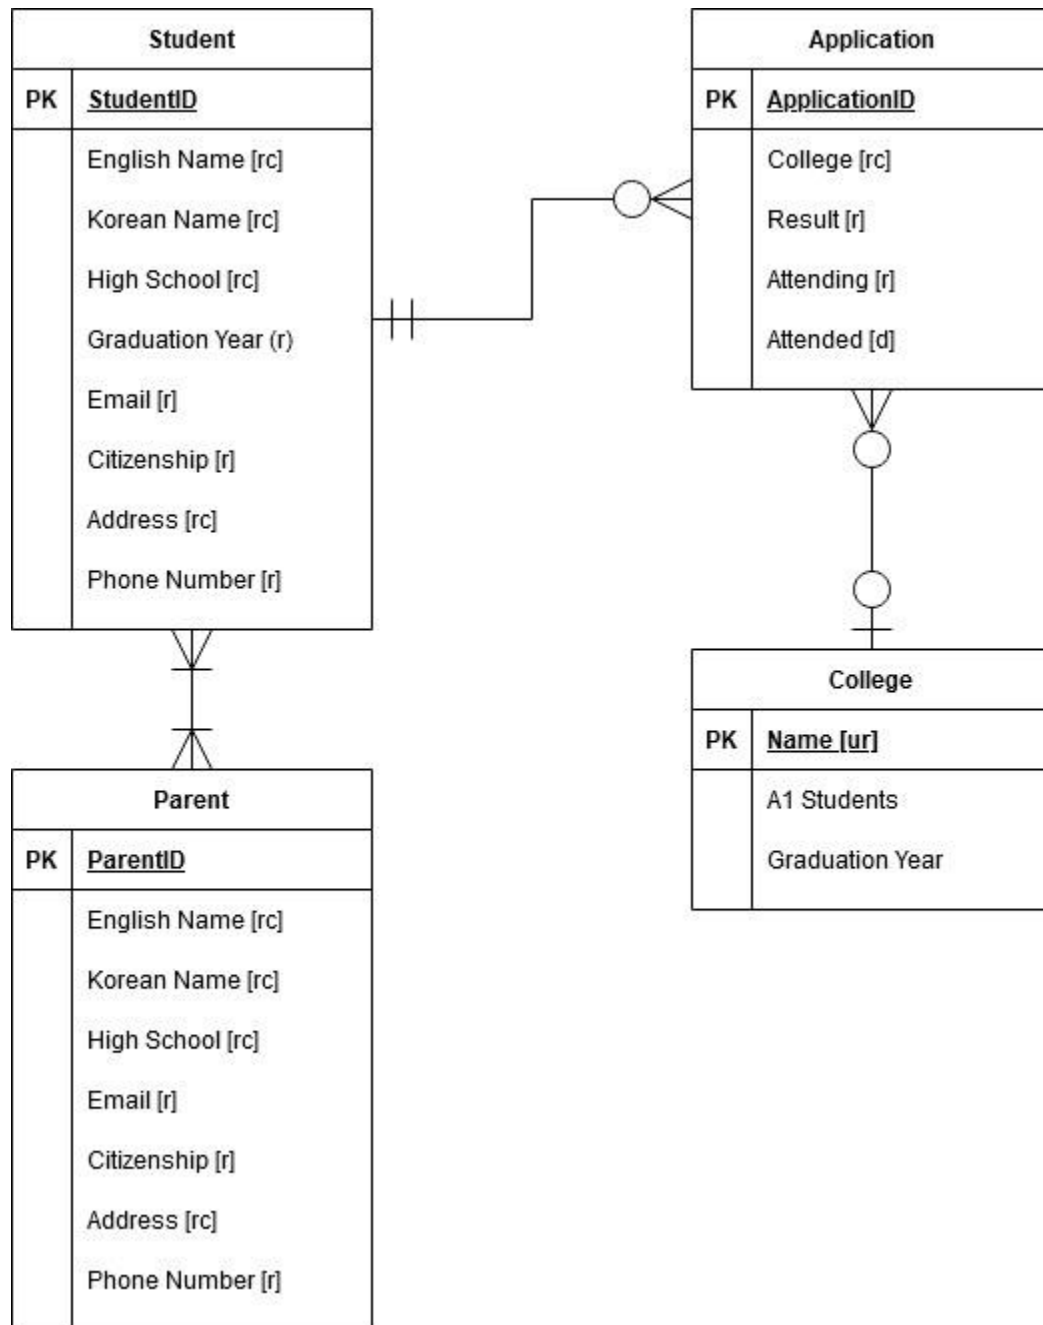 Student
PK StudentID
English Name [rc]
Korean Name [rc]
High School [rc]
Graduation Year (r)
Email [r]
Citizenship [r]
Address [rc]
Phone Number [r]
Application
PK ApplicationID
College [rc]
Result [r]
Attending [r]
Attended [d]
College
PK Name [ur]
A1 Students
Graduation Year
Parent
PK ParentID
English Name [rc]
Korean Name [rc]
High School [rc]
Email [r]
Citizenship [r]
Address [rc]
Phone Number [r]